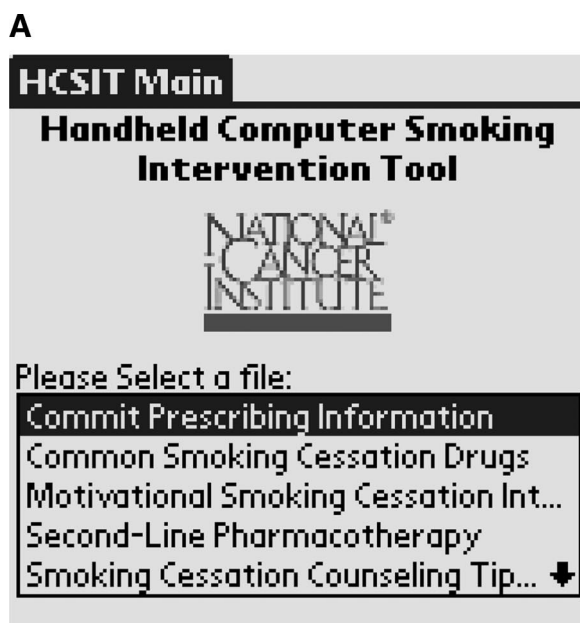 A
HCSIT Main
Handheld Computer Smoking
Intervention Tool
NATIONAL®
CANCER
INSTITUTE
Please Select a file:
Commit Prescribing Information
Common Smoking Cessation Drugs
Motivational Smoking Cessation Int...
Second-Line Pharmacotherapy
Smoking Cessation Counseling Tip...